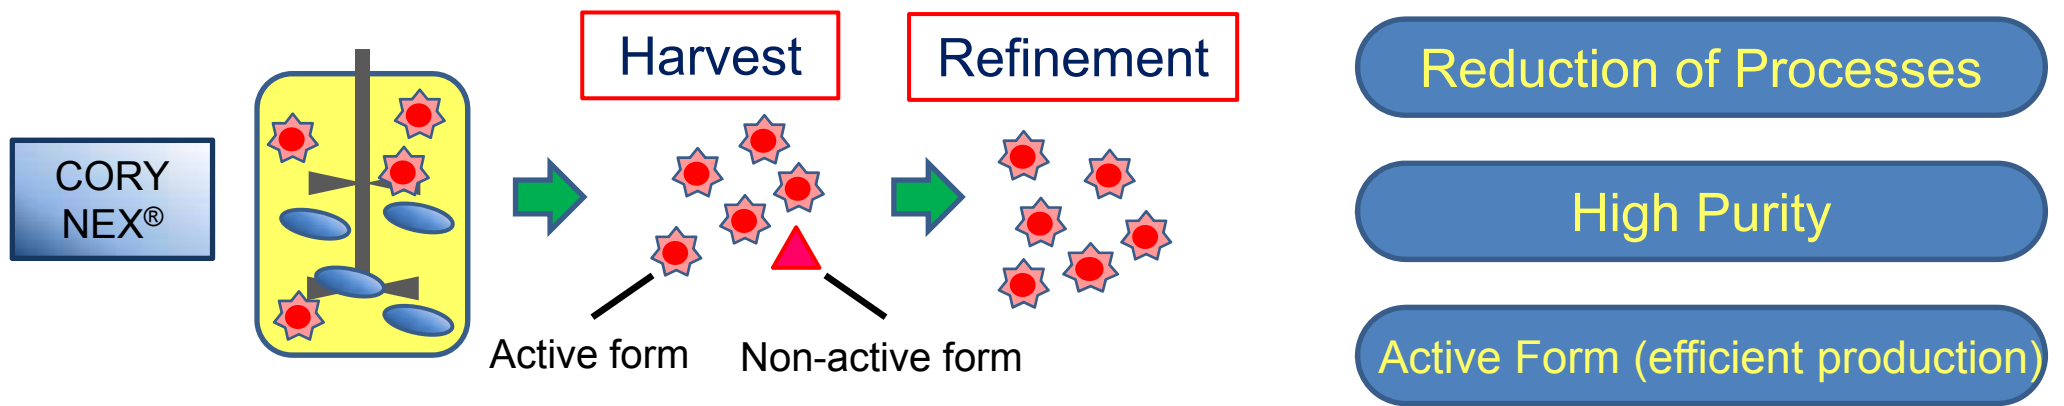 CORY
NEX®
Harvest
Refinement
Active form
Non-active form
Reduction of Processes
High Purity
Active Form (efficient production)